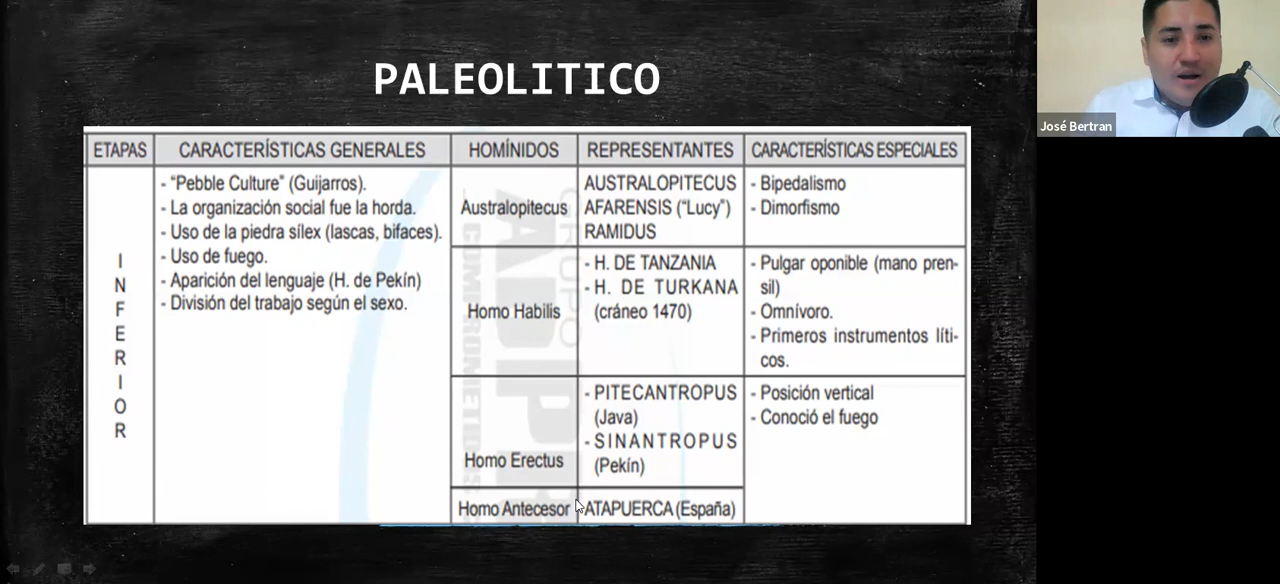 PALEOLITICO
José Bertran
ETAPAS
CARACTERÍSTICAS GENERALES
HOMÍNIDOS
REPRESENTANTES
CARACTERÍSTICAS ESPECIALES
INFERIOR
- “Pebble Culture” (Guijarros).
- La organización social fue la horda.
- Uso de la piedra sílex (lascas, bifaces).
- Uso de fuego.
- Aparición del lenguaje (H. de Pekín)
- División del trabajo según el sexo.
Australopitecus
AUSTRALOPITECUS
AFARENSIS (“Lucy”)
RAMIDUS
- Bipedalismo
- Dimorfismo
Homo Habilis
- H. DE TANZANIA
- H. DE TURKANA
(cráneo 1470)
- Pulgar oponible (mano pren-
sil)
- Omnívoro.
- Primeros instrumentos líti-
cos.
Homo Erectus
- PITECANTROPUS
(Java)
- SINANTROPUS
(Pekín)
- Posición vertical
- Conoció el fuego
Homo Antecesor
-ATAPUERCA (España)
GRUPO
COMPROMETIDOS